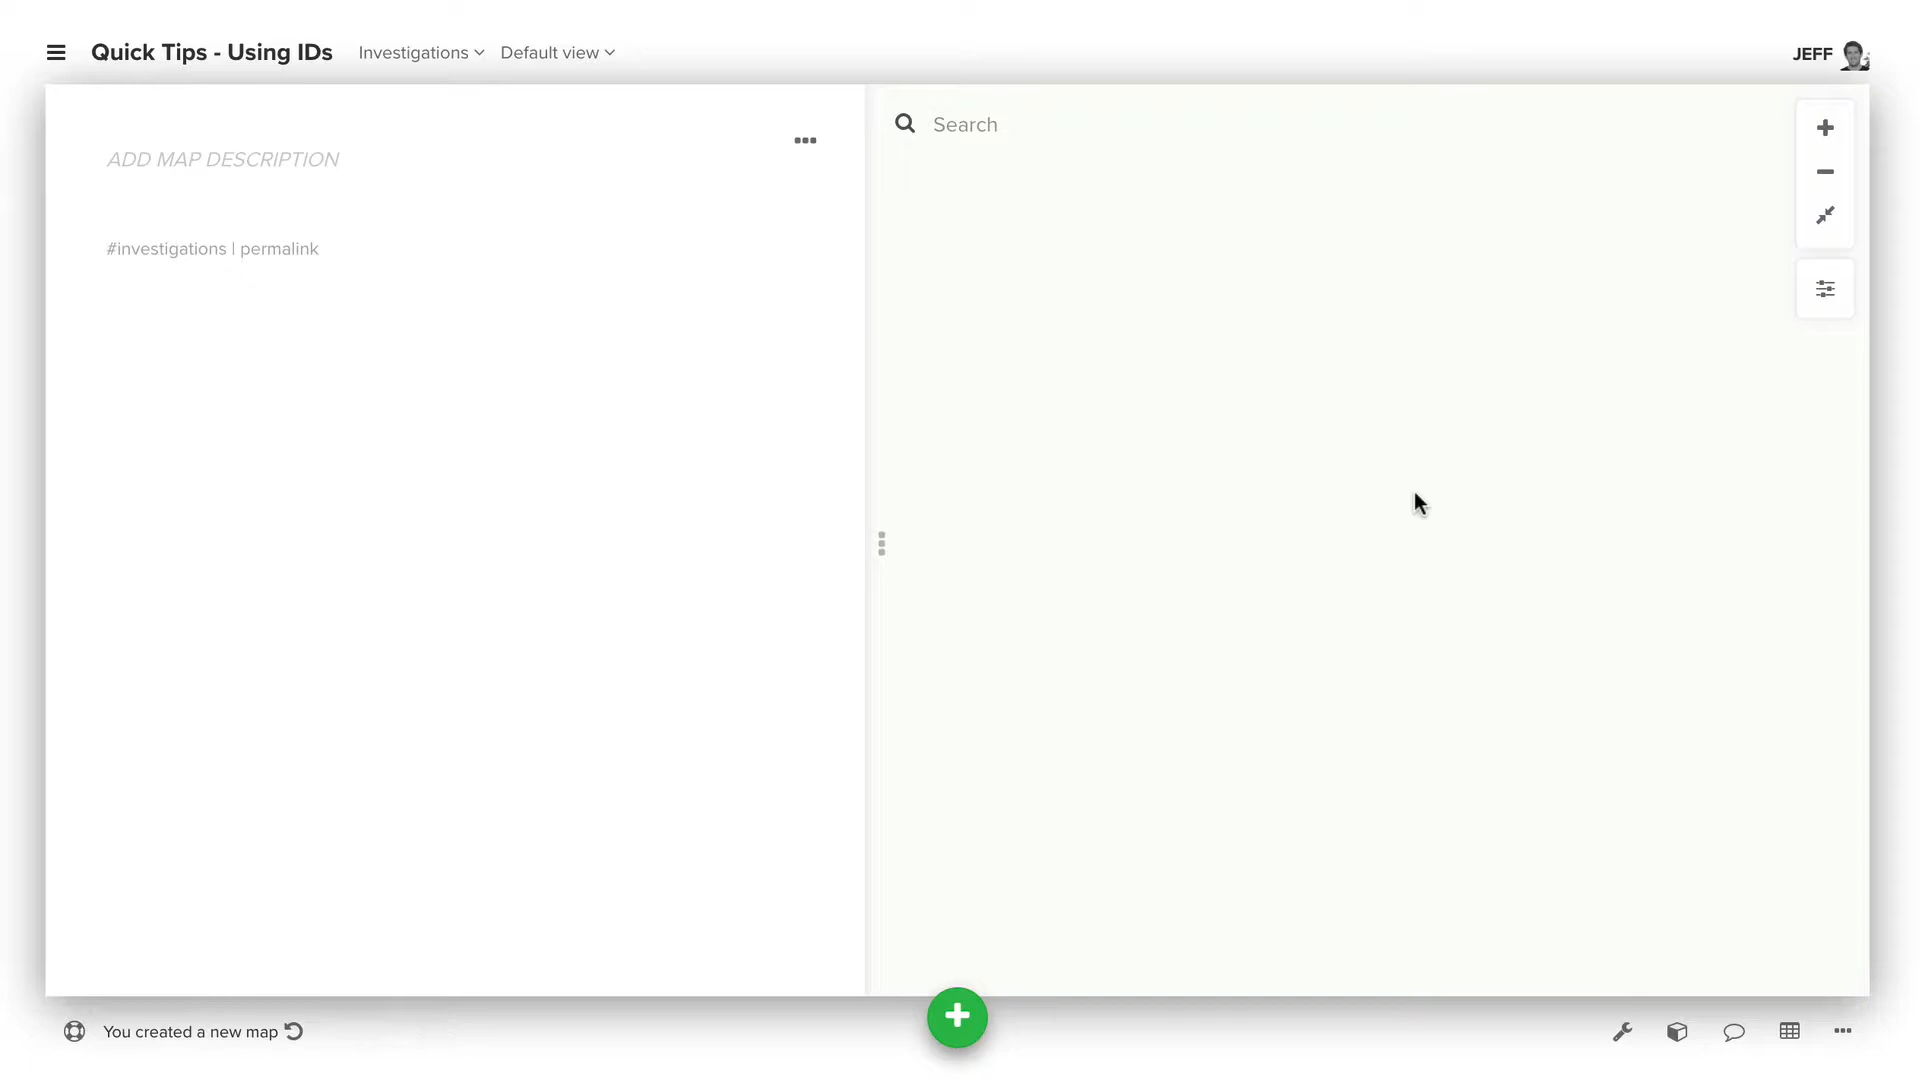 Quick Tips - Using IDs
Investigations
Default view
JEFF
ADD MAP DESCRIPTION
Search
#investigations | permalink
You created a new map